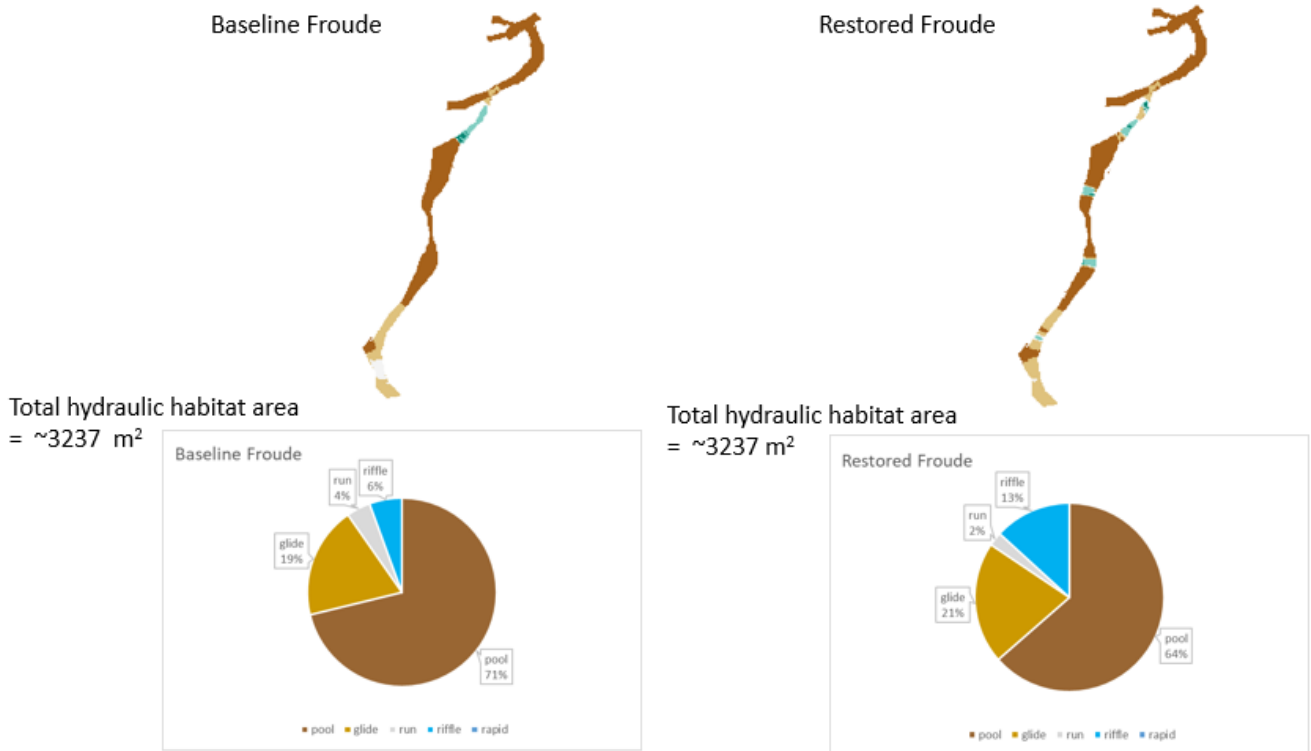 Baseline Froude
Restored Froude
Total hydraulic habitat area
= ~3237 m²
Total hydraulic habitat area
= ~3237 m²
Baseline Froude
riffle
6%
run
4%
glide
19%
pool
71%
pool glide run riffle rapid
Restored Froude
riffle
13%
run
2%
glide
21%
pool
64%
pool glide run riffle rapid